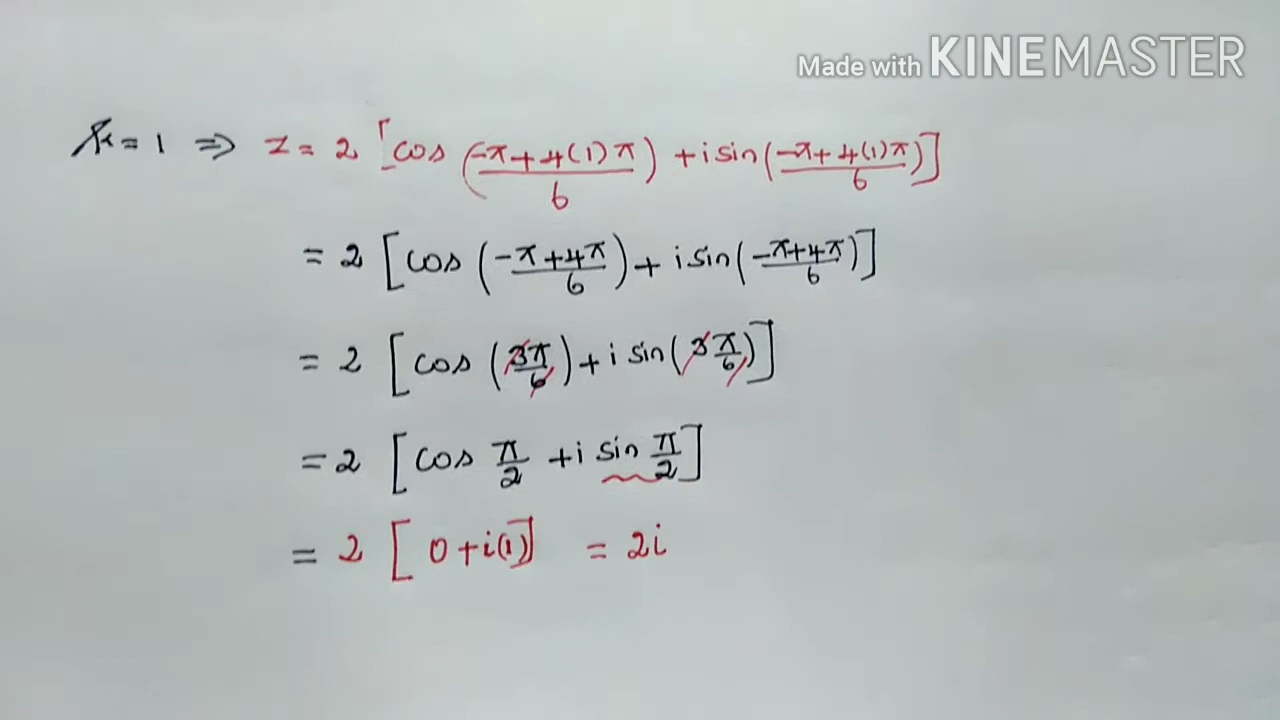 Made with KINEMASTER
k = 1 ⇒ z = 2 [cos (-π + 4(1)π / 6) + i sin (-π + 4(1)π / 6)]
= 2 [cos (-π + 4π / 6) + i sin (-π + 4π / 6)]
= 2 [cos (3π / 6) + i sin (3π / 6)]
= 2 [cos π/2 + i sin π/2]
= 2 [0 + i(1)] = 2i